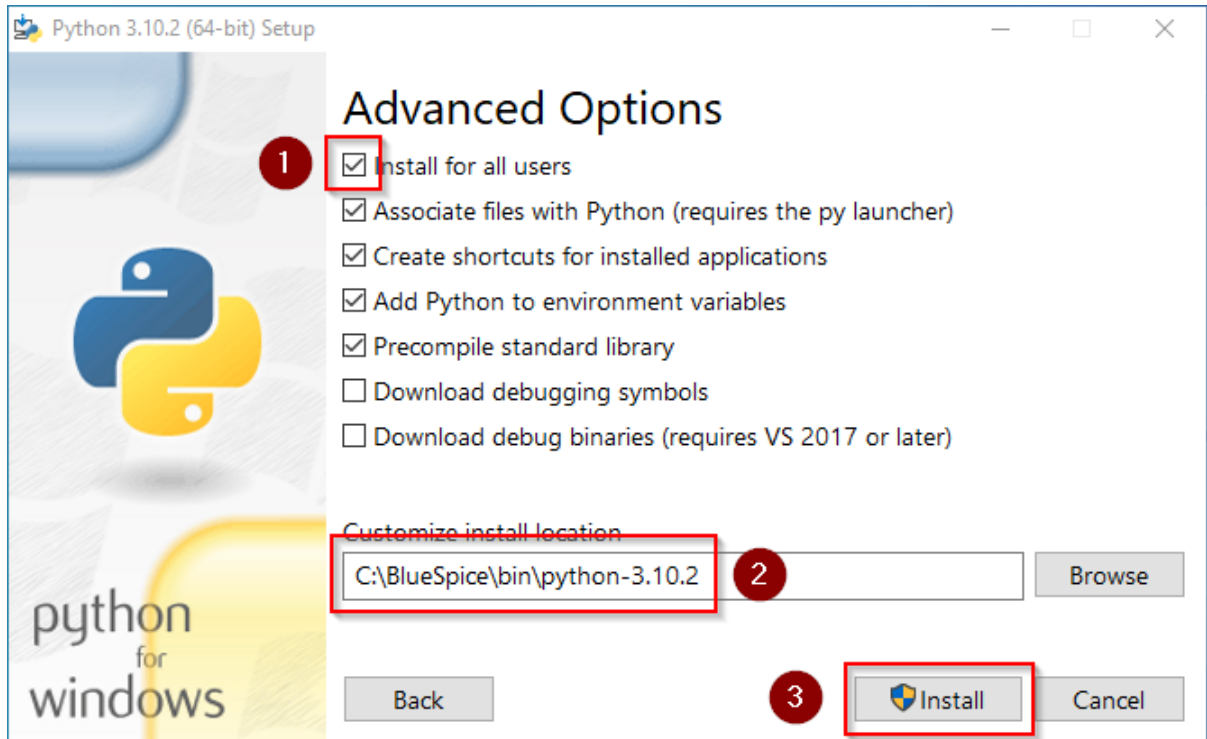 Python 3.10.2 (64-bit) Setup
Advanced Options
1
Install for all users
Associate files with Python (requires the py launcher)
Create shortcuts for installed applications
Add Python to environment variables
Precompile standard library
Download debugging symbols
Download debug binaries (requires VS 2017 or later)
Customize install location
C:\BlueSpice\bin\python-3.10.2
2
Browse
python
for
windows
Back
3
Install
Cancel